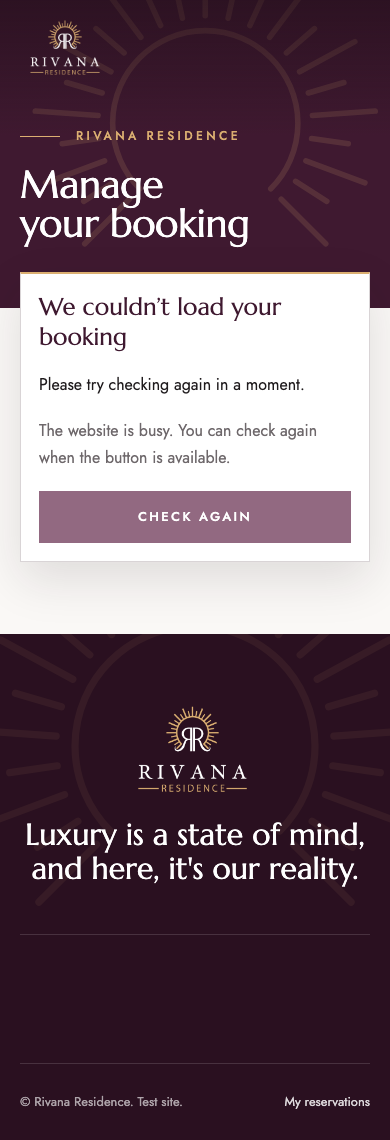 RIVANA
RESIDENCE
RIVANA RESIDENCE
Manage
your booking
We couldn’t load your
booking
Please try checking again in a moment.
The website is busy. You can check again
when the button is available.
CHECK AGAIN
RIVANA
RESIDENCE
Luxury is a state of mind,
and here, it's our reality.
© Rivana Residence. Test site.
My reservations